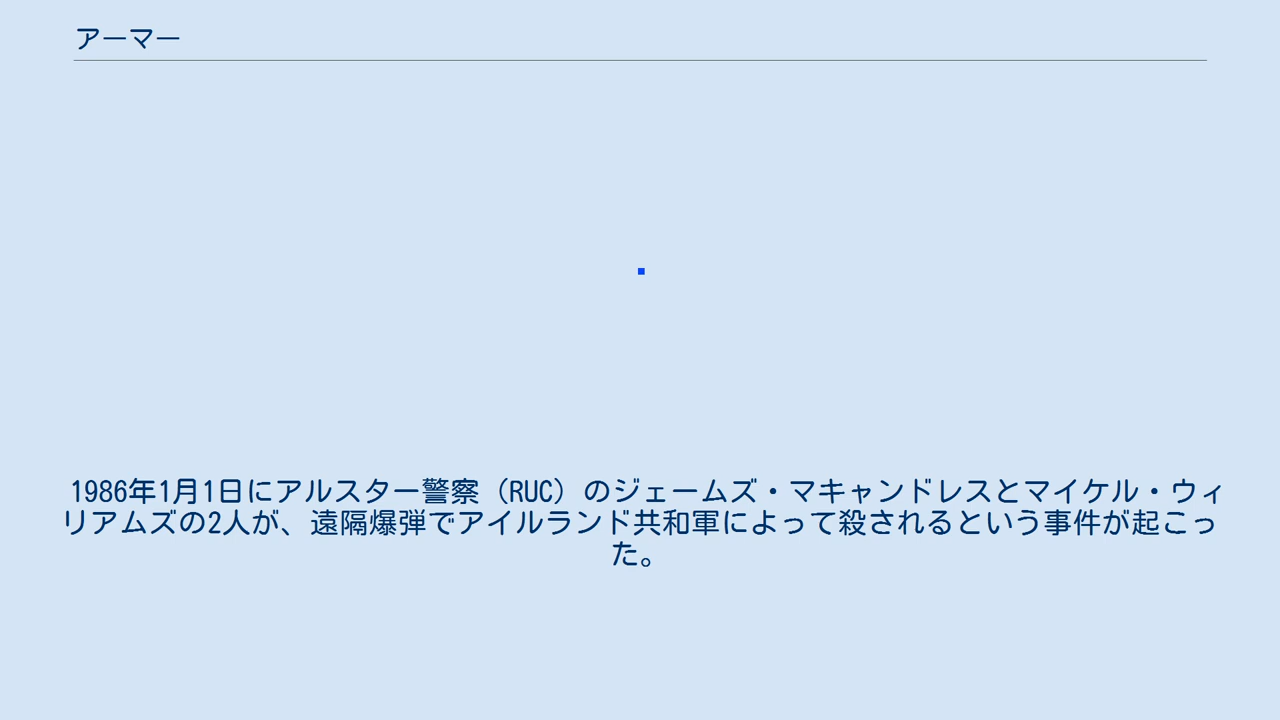 アーマー
1986年1月1日にアルスター警察（RUC）のジェームズ・マキャンドレスとマイケル・ウィ
リアムズの2人が、遠隔爆弾でアイルランド共和軍によって殺されるという事件が起こっ
た。